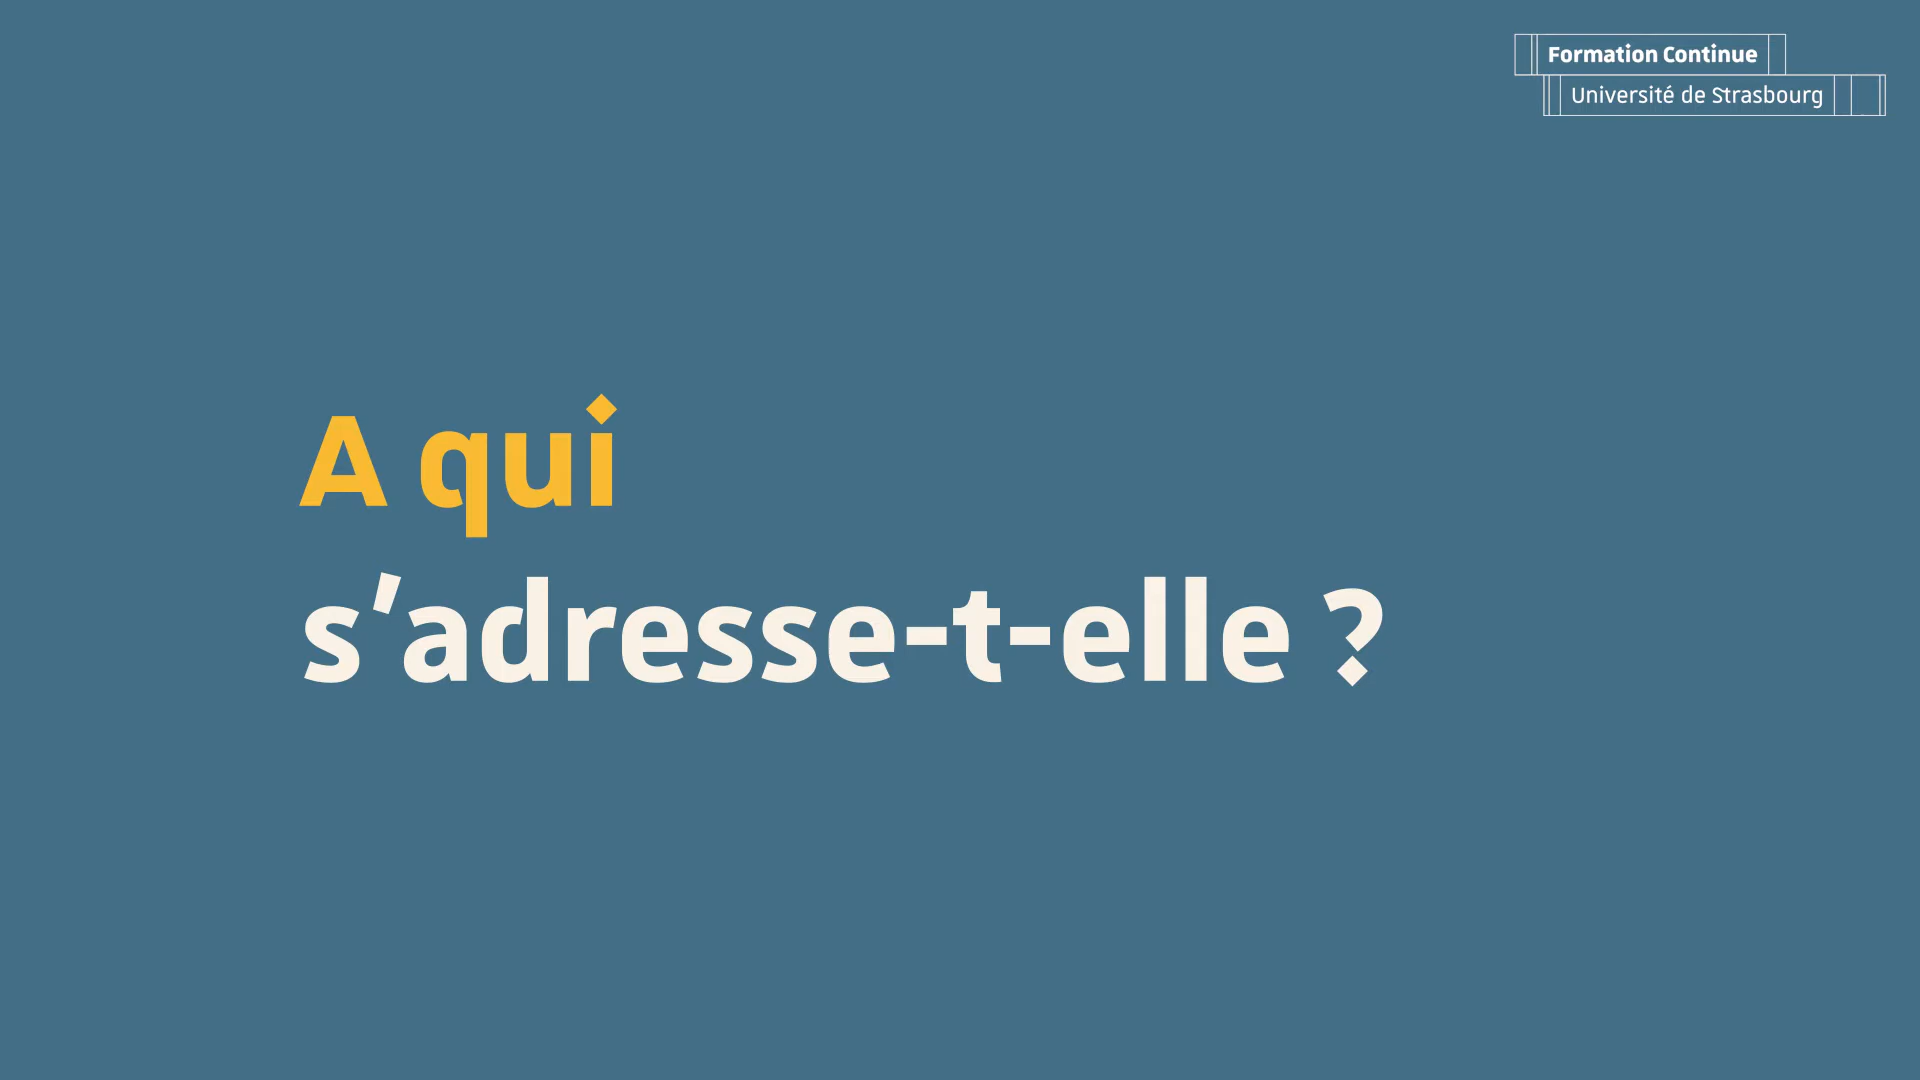 Formation Continue
Université de Strasbourg
A qui
s’adresse-t-elle ?